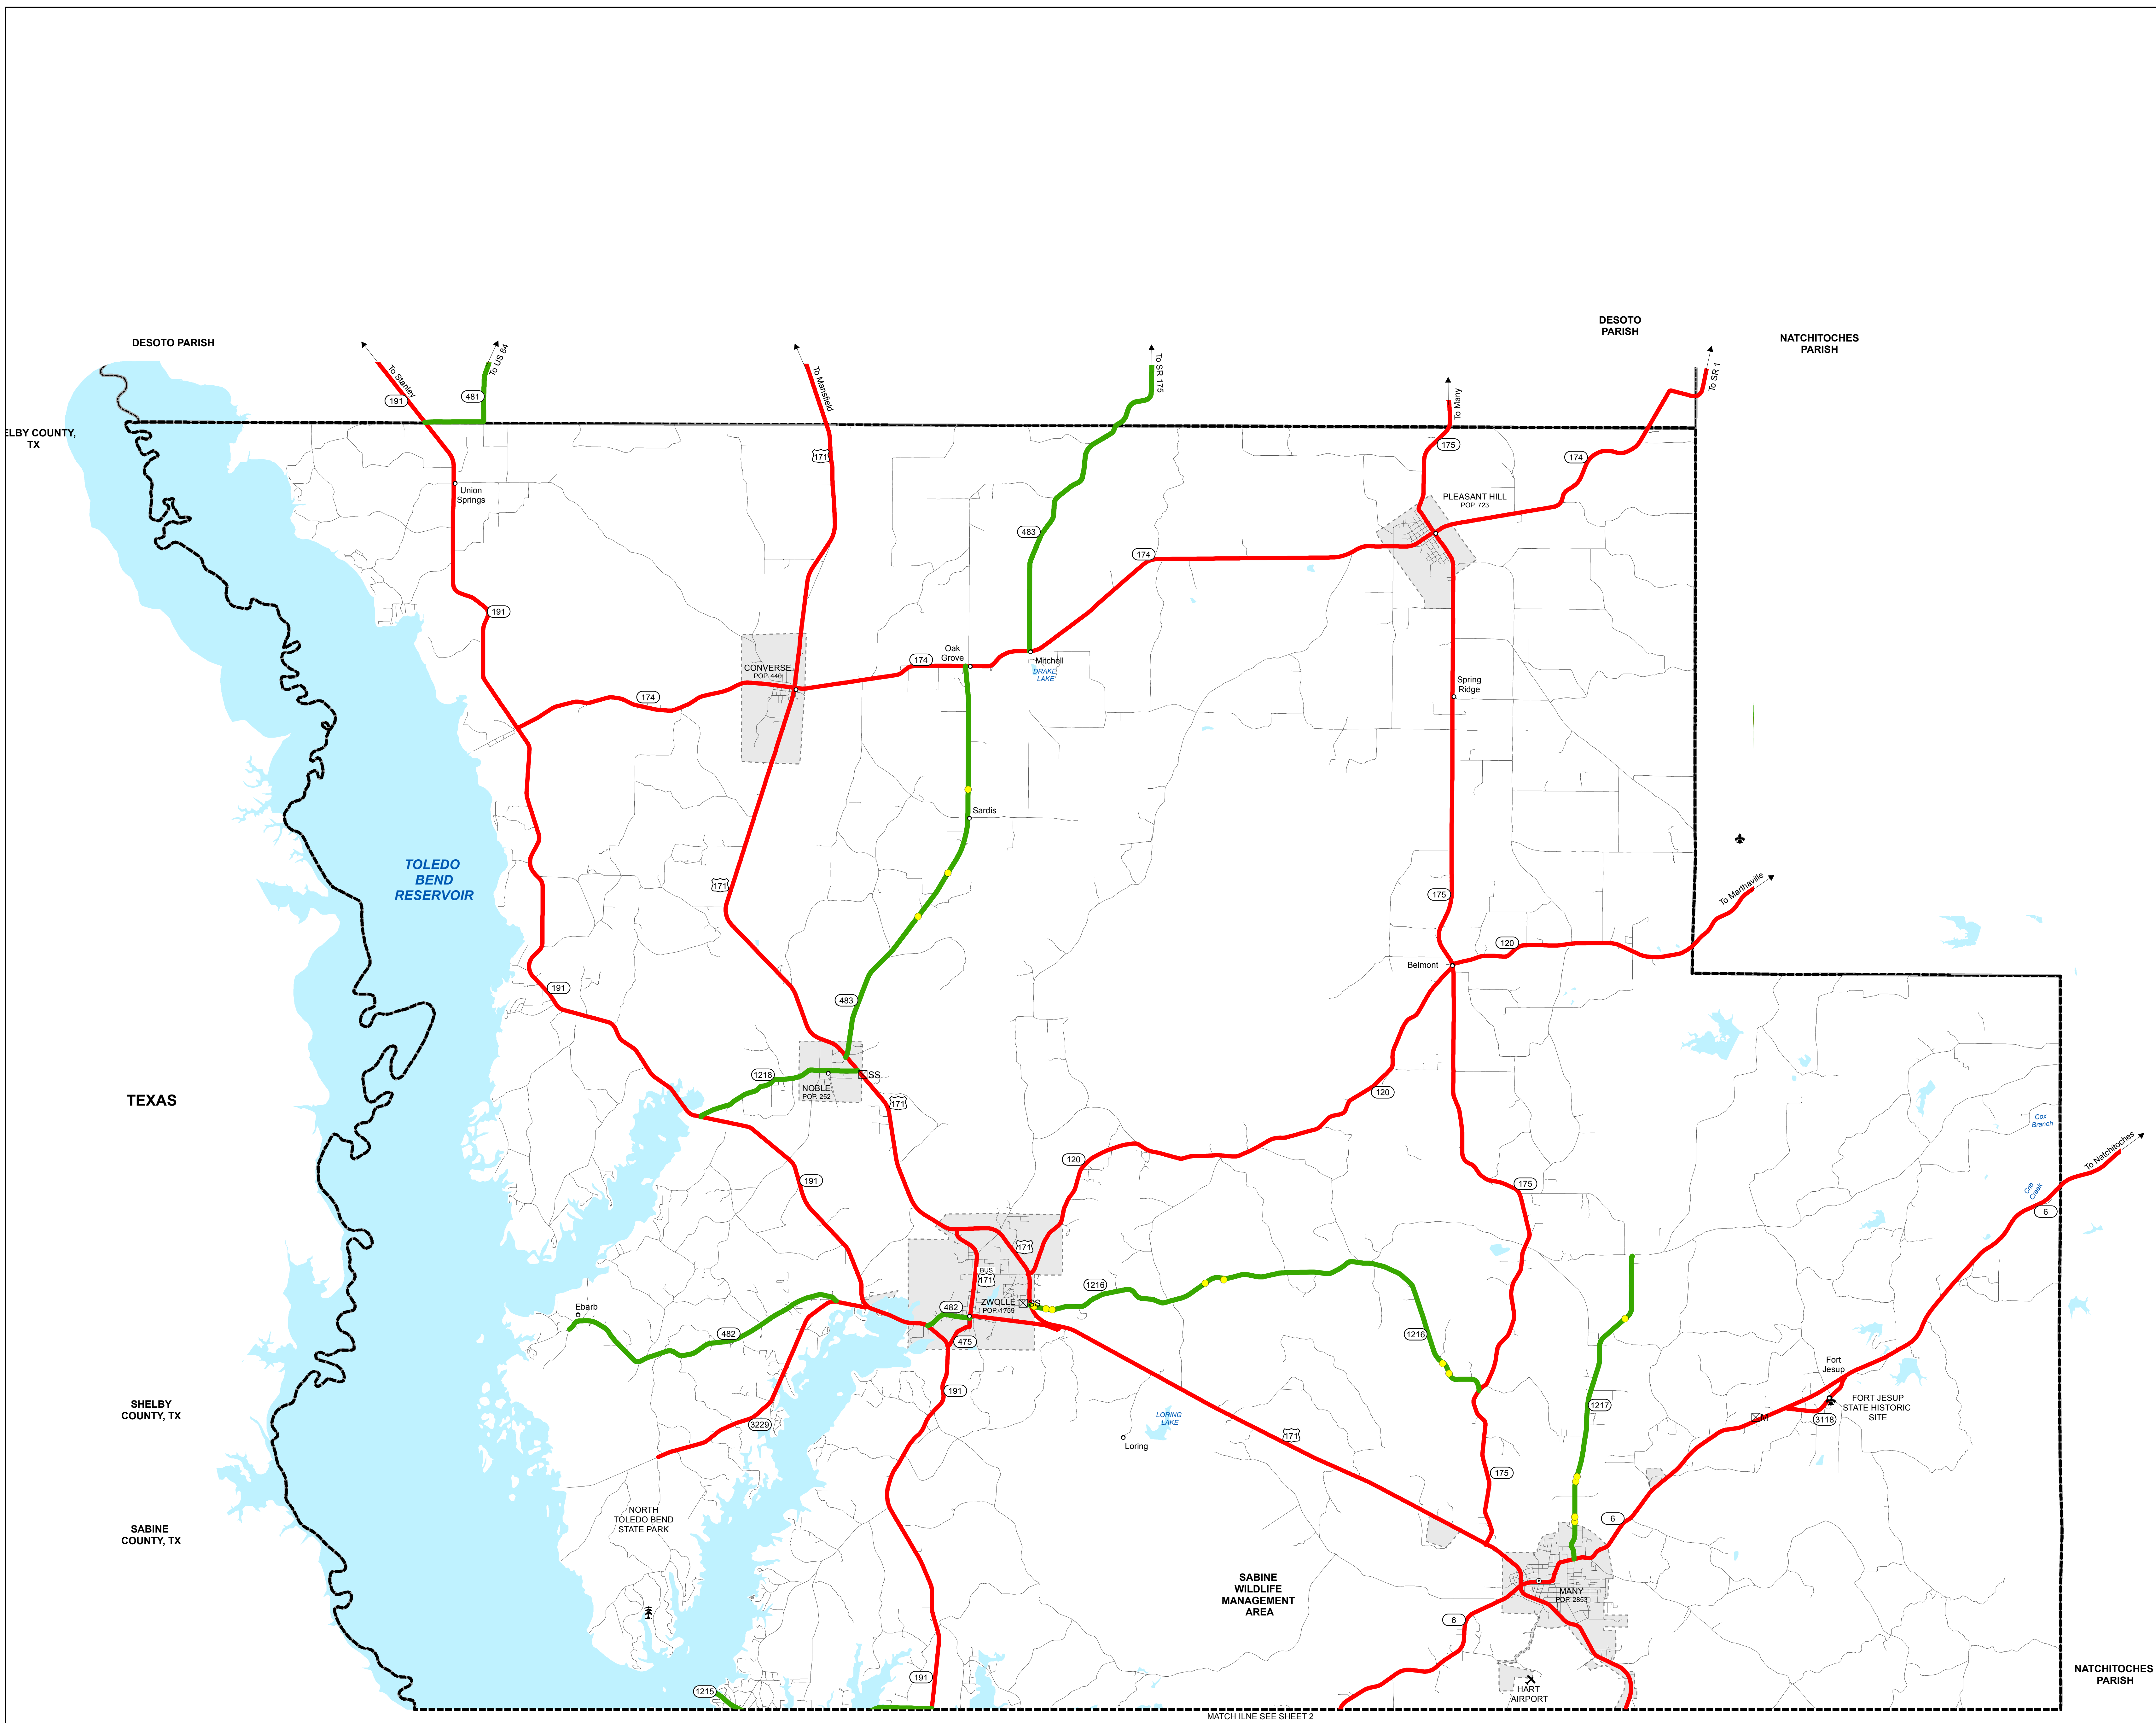 DESOTO
PARISH
NATCHITOCHES
PARISH
DESOTO PARISH
To Stanley
To US 84
To Mansfield
To SR 175
To Many
To SR 1
191
481
ELBY COUNTY,
TX
171
175
174
Union
Springs
PLEASANT HILL
POP. 723
483
174
191
Oak
Grove
174
Mitchell
DRAKE
LAKE
CONVERSE
POP. 440
174
Spring
Ridge
Sardis
TOLEDO
BEND
RESERVOIR
171
175
To Marthaville
120
Belmont
191
483
1218
SS
NOBLE
POP. 252
171
120
TEXAS
Cox
Branch
To Natchitoches
120
191
175
Crib
Creek
6
171
BUS
171
1216
ZWOLLE
POP. 1759
SS
Ebarb
482
482
475
1216
Fort
Jesup
191
SHELBY
COUNTY, TX
FORT JESUP
STATE HISTORIC
SITE
1217
3118
M
3229
LORING
LAKE
Loring
171
175
NORTH
TOLEDO BEND
STATE PARK
SABINE
COUNTY, TX
6
SABINE
WILDLIFE
MANAGEMENT
AREA
MANY
POP. 2853
6
191
1215
HART
AIRPORT
NATCHITOCHES
PARISH
MATCH ILNE SEE SHEET 2